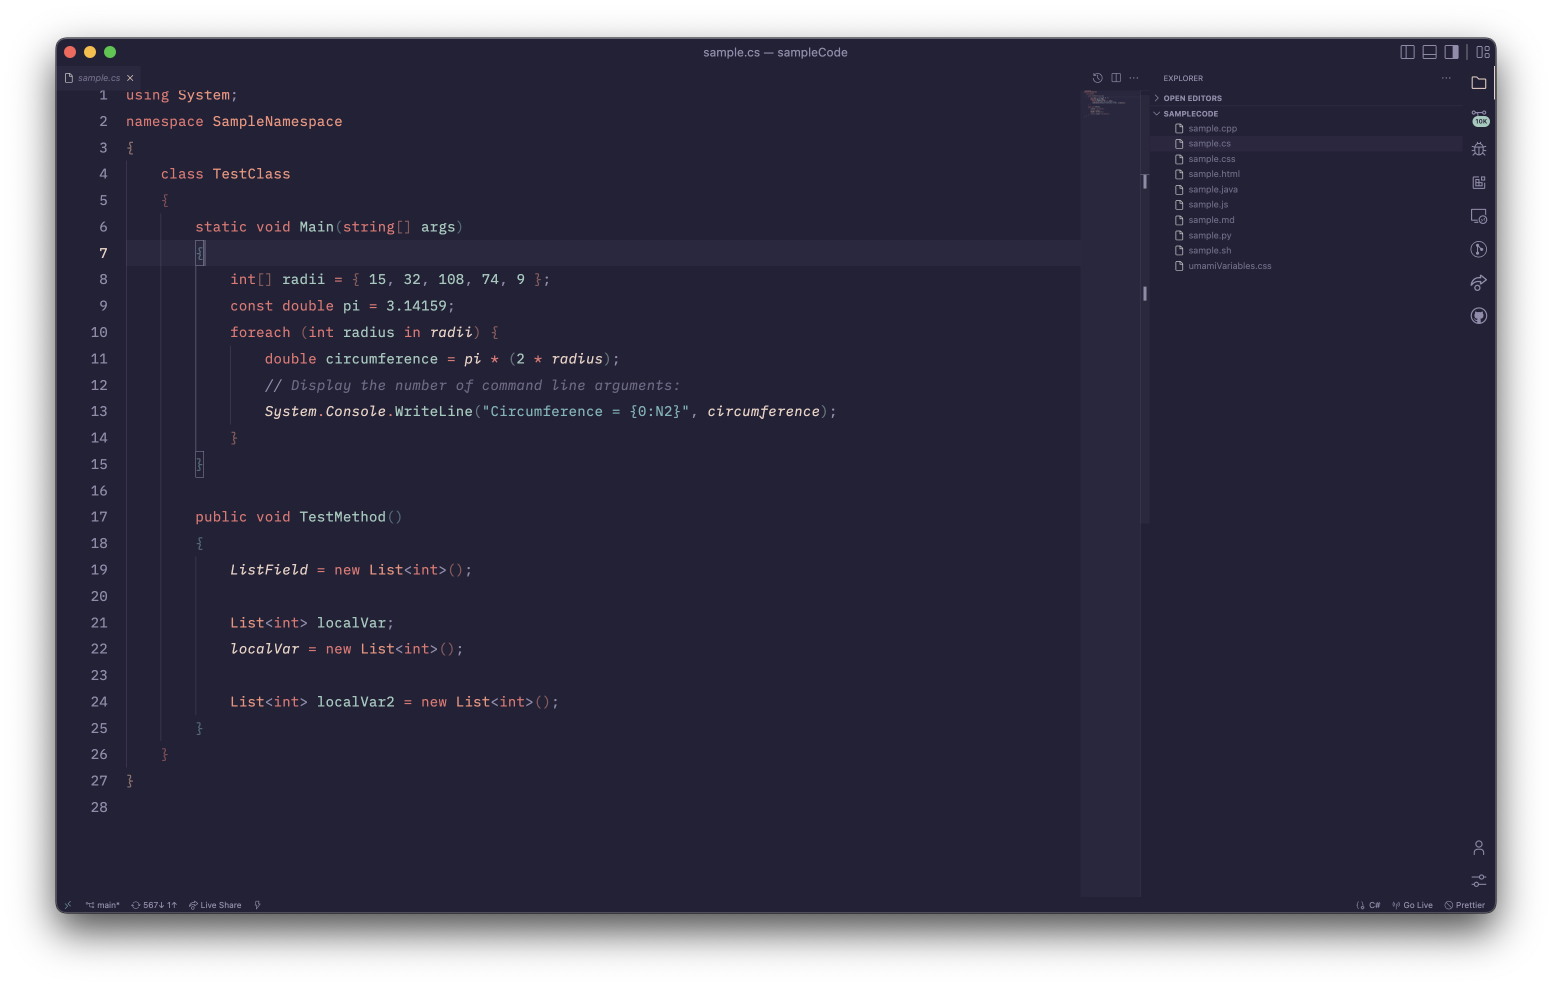 sample.cs — sampleCode
sample.cs
1 using System;
2 namespace SampleNamespace
3 {
4 class TestClass
5 {
6 static void Main(string[] args)
7 {
8 int[] radii = { 15, 32, 108, 74, 9 };
9 const double pi = 3.14159;
10 foreach (int radius in radii) {
11 double circumference = pi * (2 * radius);
12 // Display the number of command line arguments:
13 System.Console.WriteLine("Circumference = {0:N2}", circumference);
14 }
15 }
16
17 public void TestMethod()
18 {
19 ListField = new List<int>();
20
21 List<int> localVar;
22 localVar = new List<int>();
23
24 List<int> localVar2 = new List<int>();
25 }
26 }
27 }
28
EXPLORER
OPEN EDITORS
SAMPLECODE
sample.cpp
sample.cs
sample.css
sample.html
sample.java
sample.js
sample.md
sample.py
sample.sh
umamiVariables.css
10K
main* 567↓ 1↑ Live Share
C# Go Live Prettier